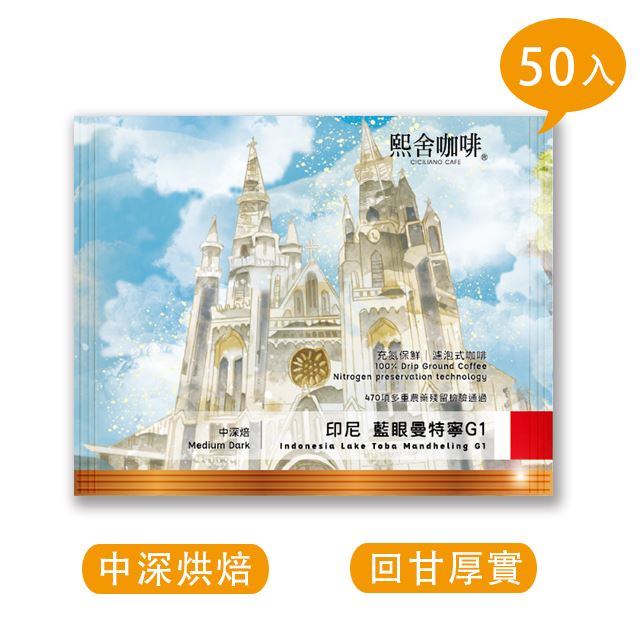 50入
熙舍咖啡®
CICILIANO CAFE
充氮保鮮｜濾泡式咖啡
100% Drip Ground Coffee
Nitrogen preservation technology
470項多重農藥殘留檢驗通過
中深焙
Medium Dark
印尼 藍眼曼特寧G1
Indonesia Lake Toba Mandheling G1
中深烘焙
回甘厚實